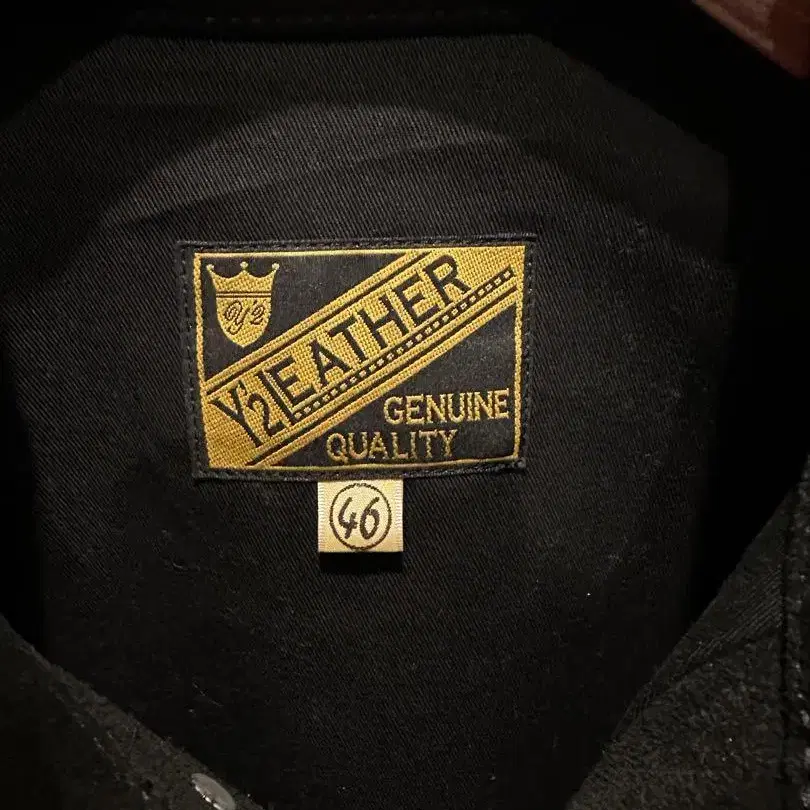 Y'2
Y'2 LEATHER
GENUINE
QUALITY
46